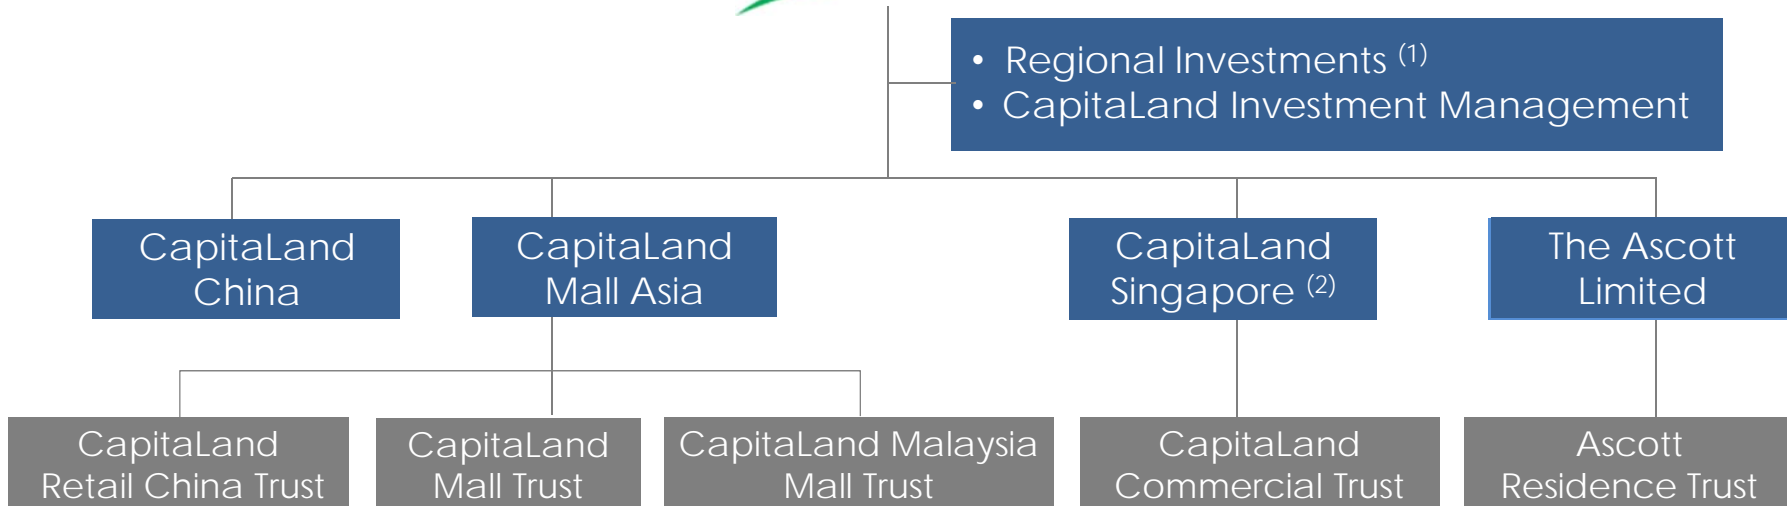 • Regional Investments (1)
• CapitaLand Investment Management
CapitaLand
China
CapitaLand
Mall Asia
CapitaLand
Singapore (2)
The Ascott
Limited
CapitaLand
Retail China Trust
CapitaLand
Mall Trust
CapitaLand Malaysia
Mall Trust
CapitaLand
Commercial Trust
Ascott
Residence Trust